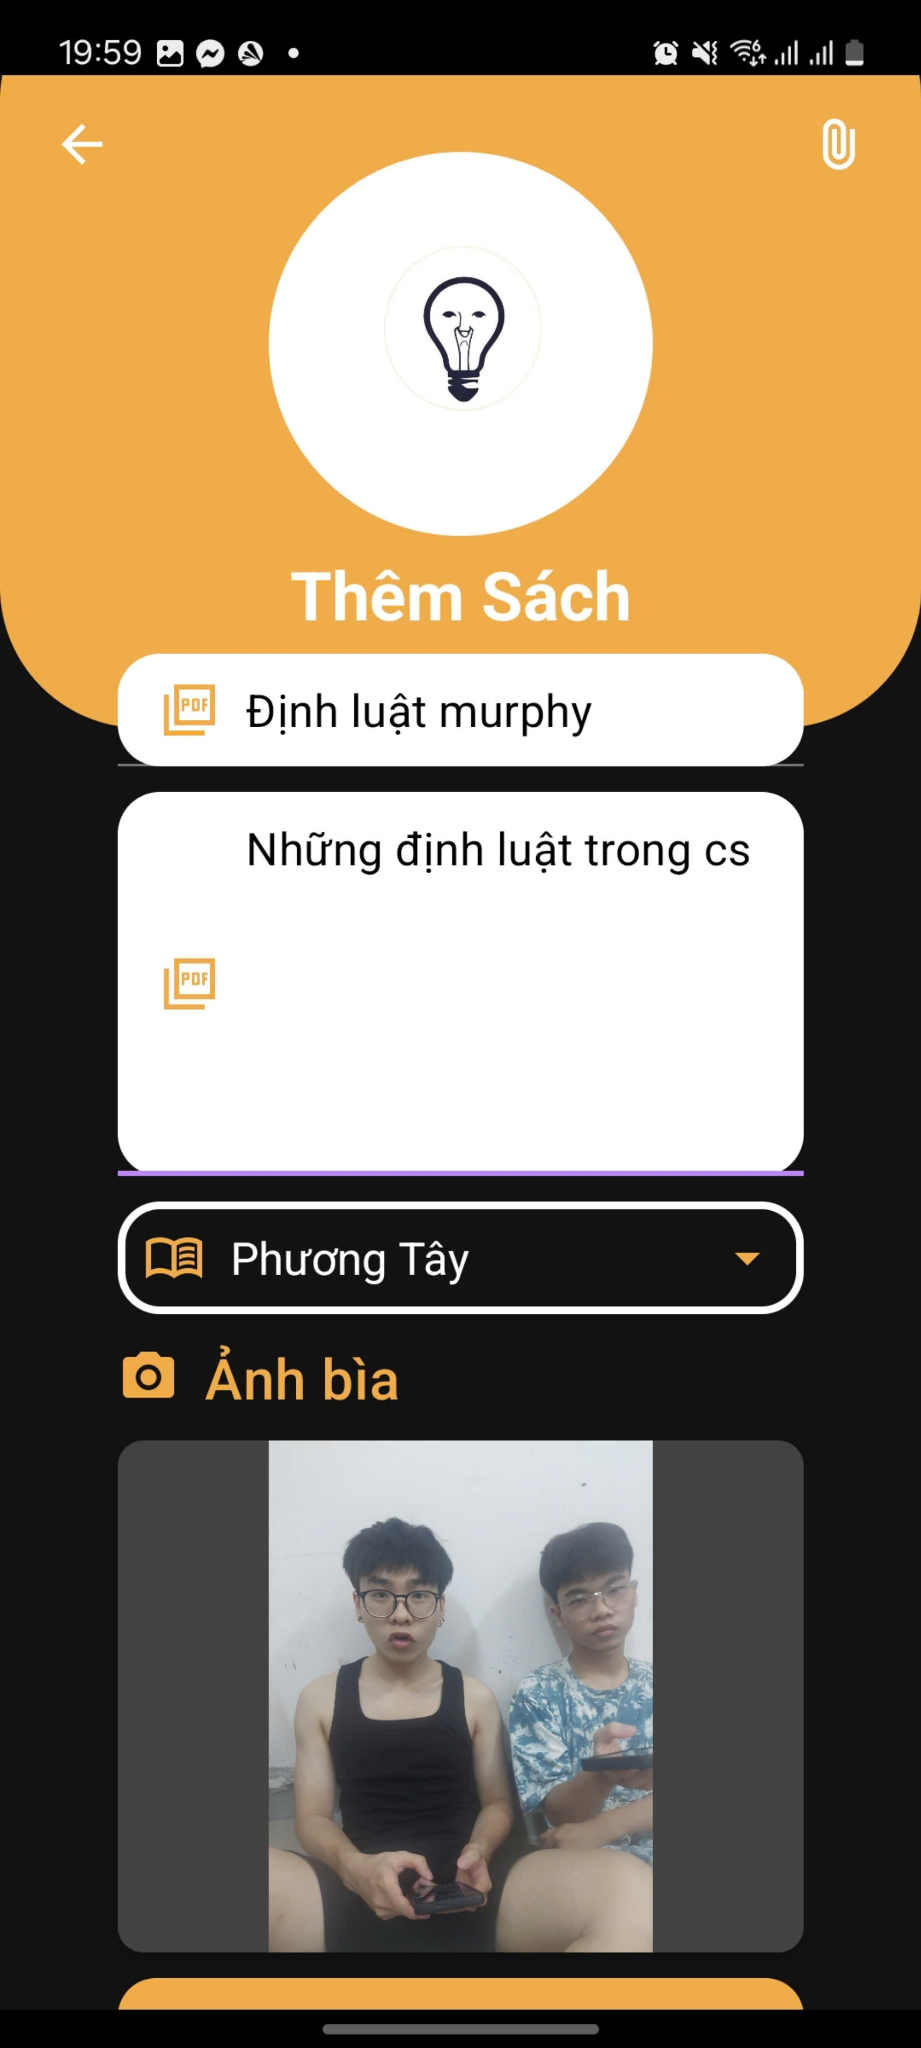 19:59
Thêm Sách
PDF Định luật murphy
Những định luật trong cs
PDF
Phương Tây
Ảnh bìa